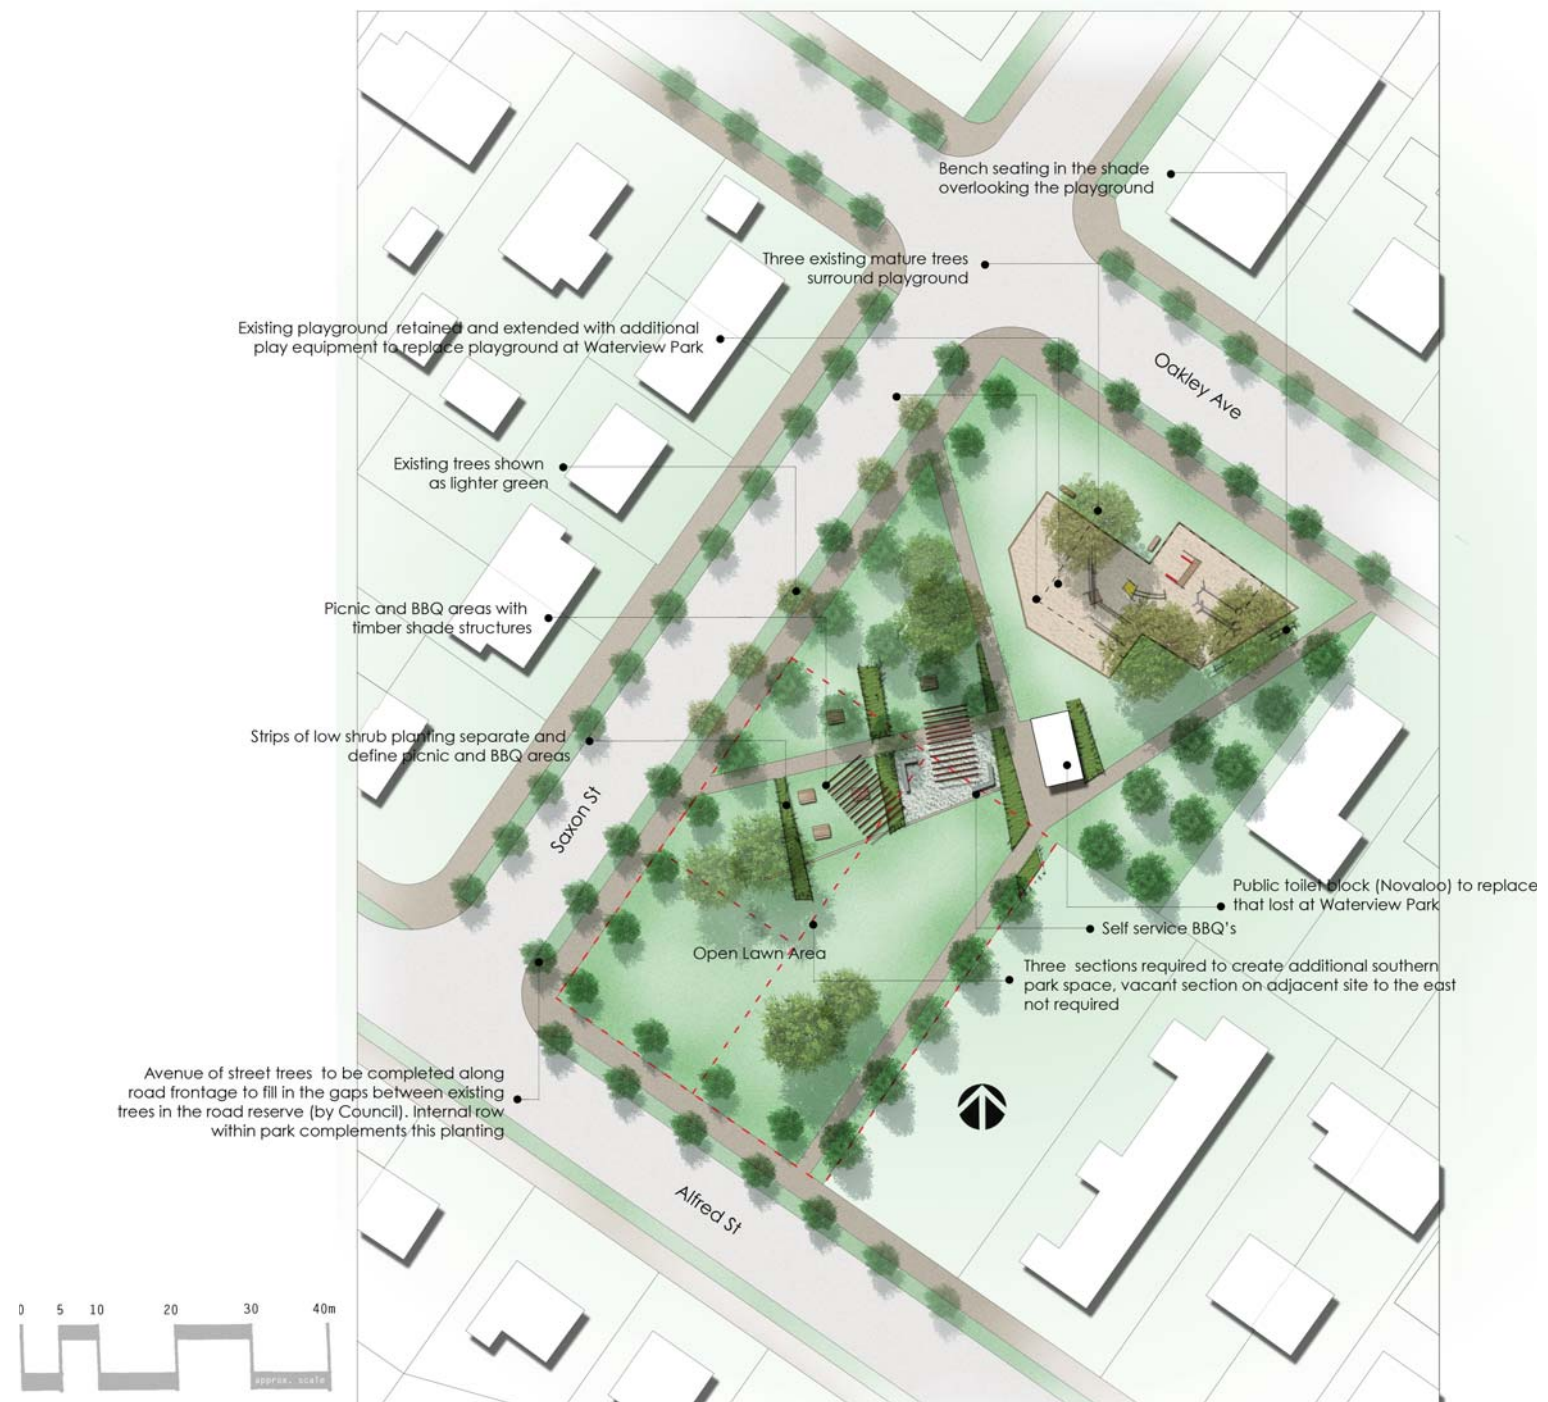 Bench seating in the shade
overlooking the playground
Three existing mature trees
surround playground
Existing playground retained and extended with additional
play equipment to replace playground at Waterview Park
Oakley Ave
Existing trees shown
as lighter green
Picnic and BBQ areas with
timber shade structures
Strips of low shrub planting separate and
define picnic and BBQ areas
Saxon St
Public toilet block (Novaloo) to replace
that lost at Waterview Park
Self service BBQ's
Open Lawn Area
Three sections required to create additional southern
park space, vacant section on adjacent site to the east
not required
Avenue of street trees to be completed along
road frontage to fill in the gaps between existing
trees in the road reserve (by Council). Internal row
within park complements this planting
Alfred St
0 5 10 20 30 40m
approx. scale